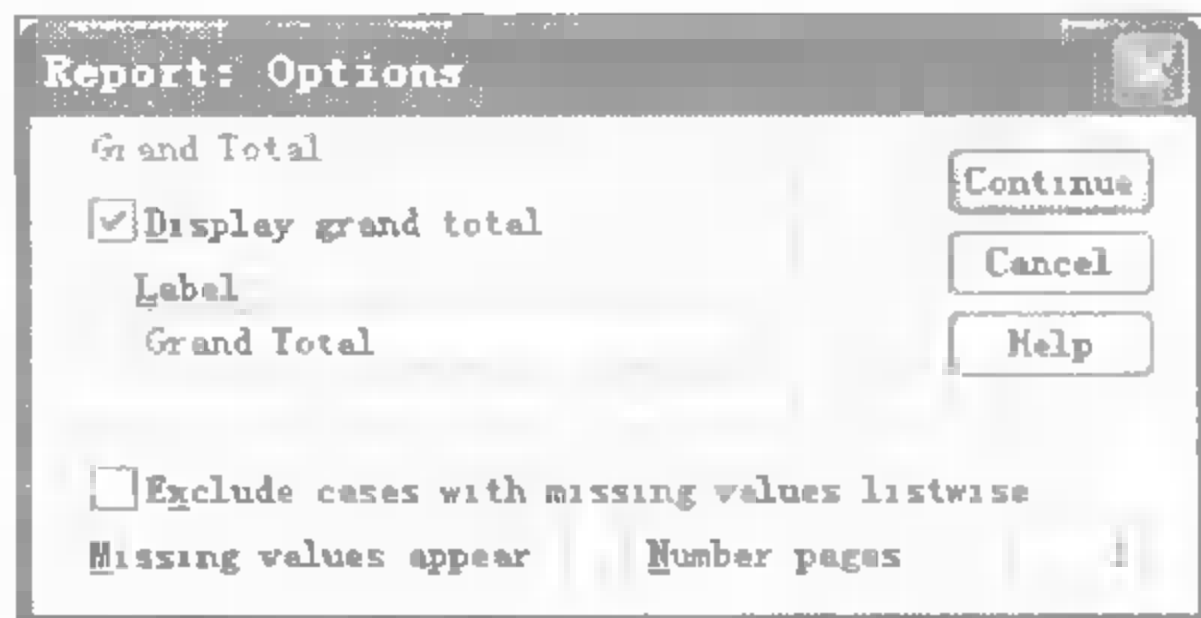 Report: Options
Grand Total
Display grand total
Label
Grand Total
Continue
Cancel
Help
Exclude cases with missing values listwise
Missing values appear
Number pages